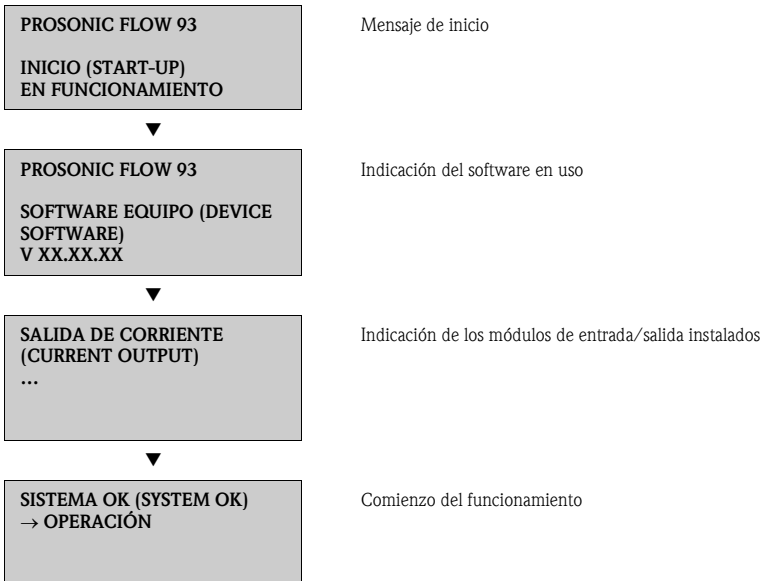 PROSONIC FLOW 93
Mensaje de inicio
INICIO (START-UP)
EN FUNCIONAMIENTO
▼
PROSONIC FLOW 93
Indicación del software en uso
SOFTWARE EQUIPO (DEVICE
SOFTWARE)
V XX.XX.XX
▼
SALIDA DE CORRIENTE
Indicación de los módulos de entrada/salida instalados
(CURRENT OUTPUT)
…
▼
SISTEMA OK (SYSTEM OK)
Comienzo del funcionamiento
→ OPERACIÓN